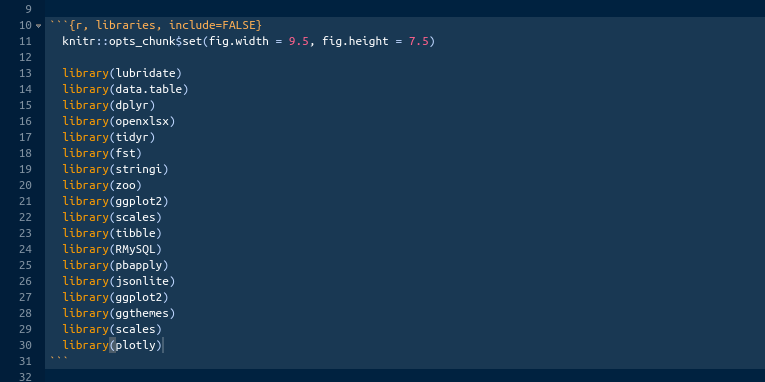 9
10 ```{r, libraries, include=FALSE}
11 knitr::opts_chunk$set(fig.width = 9.5, fig.height = 7.5)
12
13 library(lubridate)
14 library(data.table)
15 library(dplyr)
16 library(openxlsx)
17 library(tidyr)
18 library(fst)
19 library(stringi)
20 library(zoo)
21 library(ggplot2)
22 library(scales)
23 library(tibble)
24 library(RMySQL)
25 library(pbapply)
26 library(jsonlite)
27 library(ggplot2)
28 library(ggthemes)
29 library(scales)
30 library(plotly)
31 ```
32